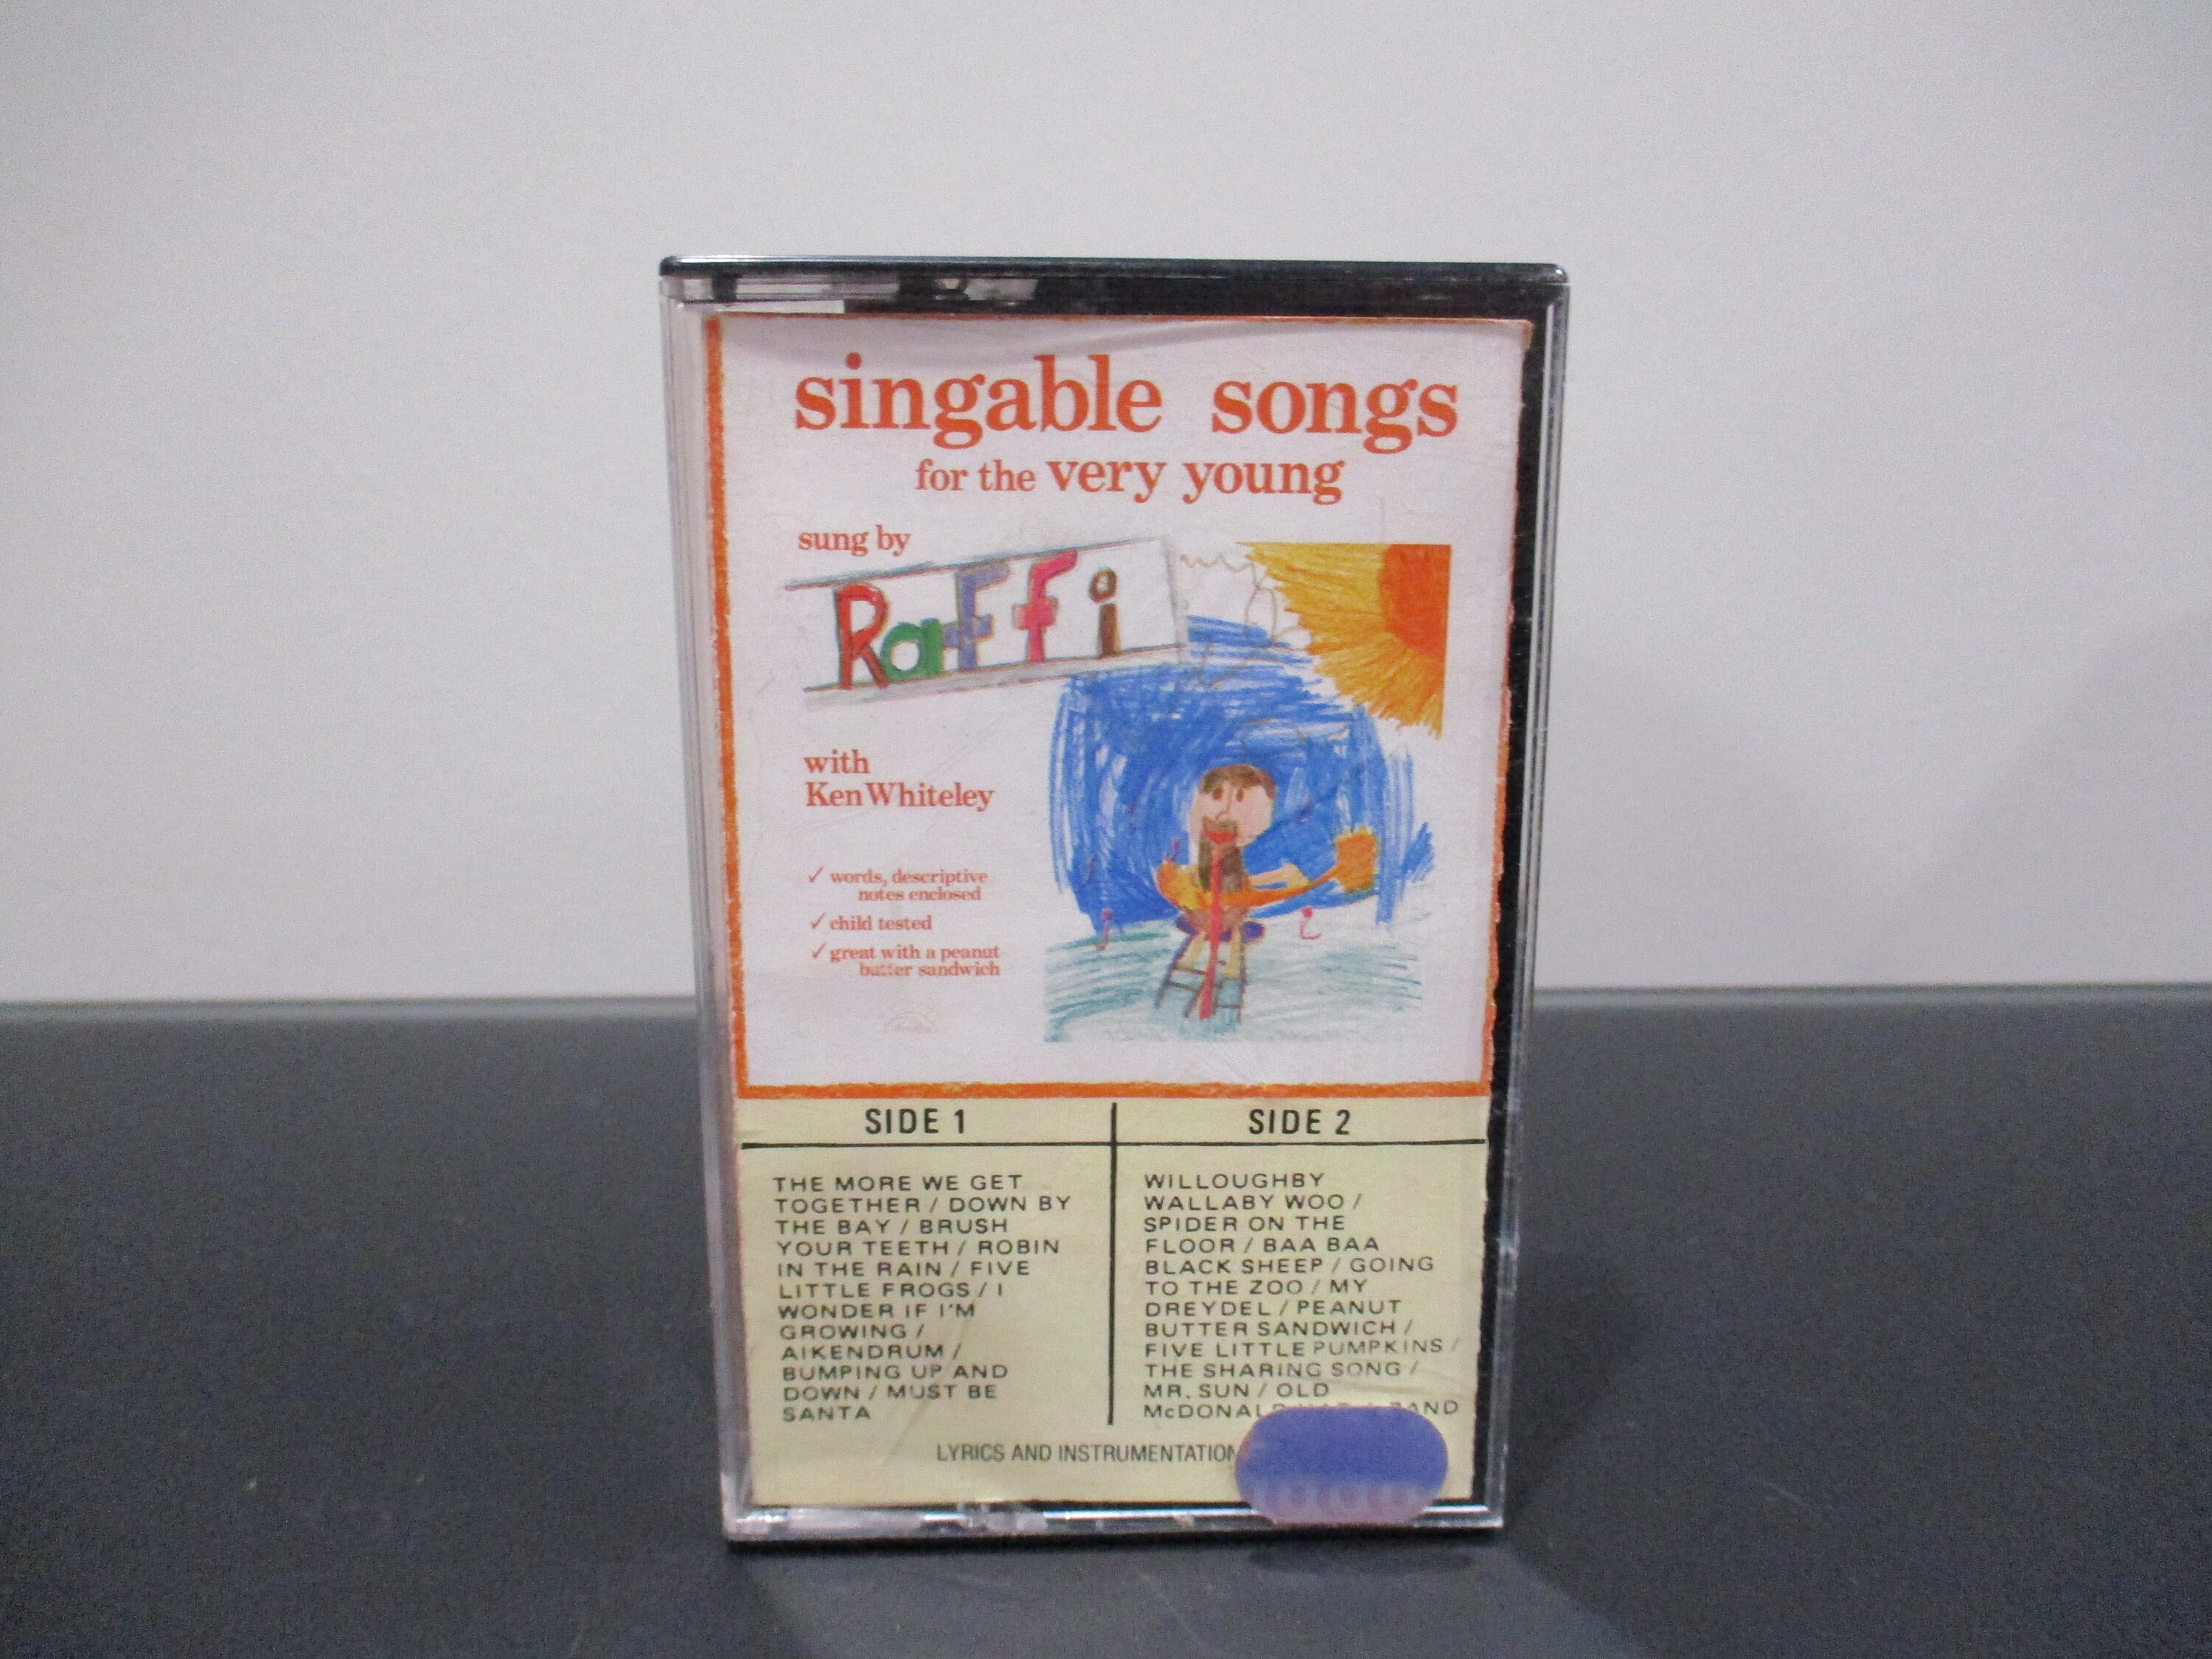 singable songs
for the very young
sung by
Raffi
with
Ken Whiteley
✓ words, descriptive
notes enclosed
✓ child tested
✓ great with a peanut
butter sandwich
SIDE 1
THE MORE WE GET
TOGETHER / DOWN BY
THE BAY / BRUSH
YOUR TEETH / ROBIN
IN THE RAIN / FIVE
LITTLE FROGS / I
WONDER IF I'M
GROWING /
AIKENDRUM /
BUMPING UP AND
DOWN / MUST BE
SANTA
SIDE 2
WILLOUGHBY
WALLABY WOO /
SPIDER ON THE
FLOOR / BAA BAA
BLACK SHEEP / GOING
TO THE ZOO / MY
DREYDEL / PEANUT
BUTTER SANDWICH /
FIVE LITTLE PUMPKINS /
THE SHARING SONG /
MR. SUN / OLD
McDONALD HAD A BAND
LYRICS AND INSTRUMENTATION